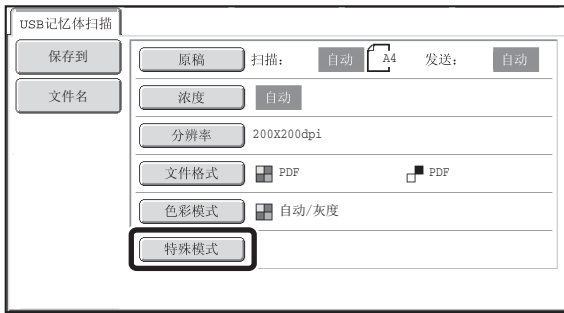 USB记忆体扫描
保存到
文件名
原稿 扫描： 自动 A4 发送： 自动
浓度 自动
分辨率 200X200dpi
文件格式 PDF PDF
色彩模式 自动/灰度
特殊模式